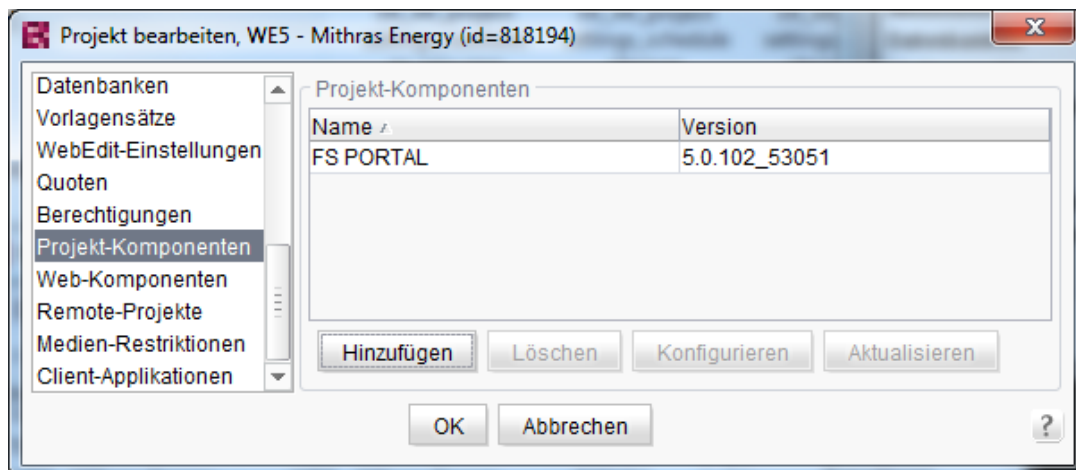 Projekt bearbeiten, WE5 - Mithras Energy (id=818194)
Datenbanken
Vorlagensätze
WebEdit-Einstellungen
Quoten
Berechtigungen
Projekt-Komponenten
Web-Komponenten
Remote-Projekte
Medien-Restriktionen
Client-Applikationen
Projekt-Komponenten
Name Version
FS PORTAL 5.0.102_53051
Hinzufügen Löschen Konfigurieren Aktualisieren
OK Abbrechen ?